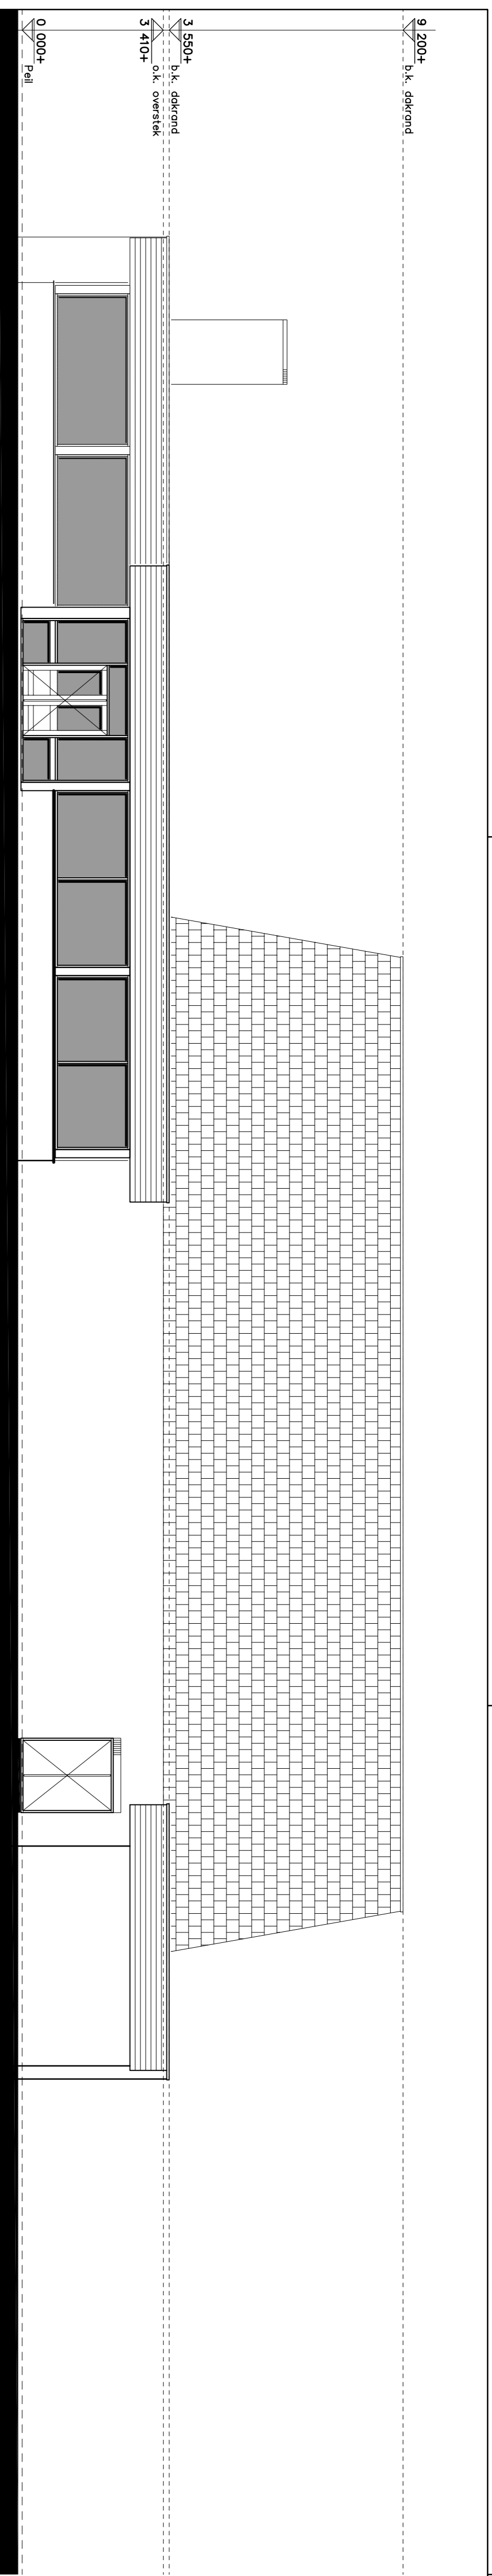 9 200+
b.k. dakrand
3 550+
b.k. dakrand
3 410+
o.k. overstek
0 000+
Peil